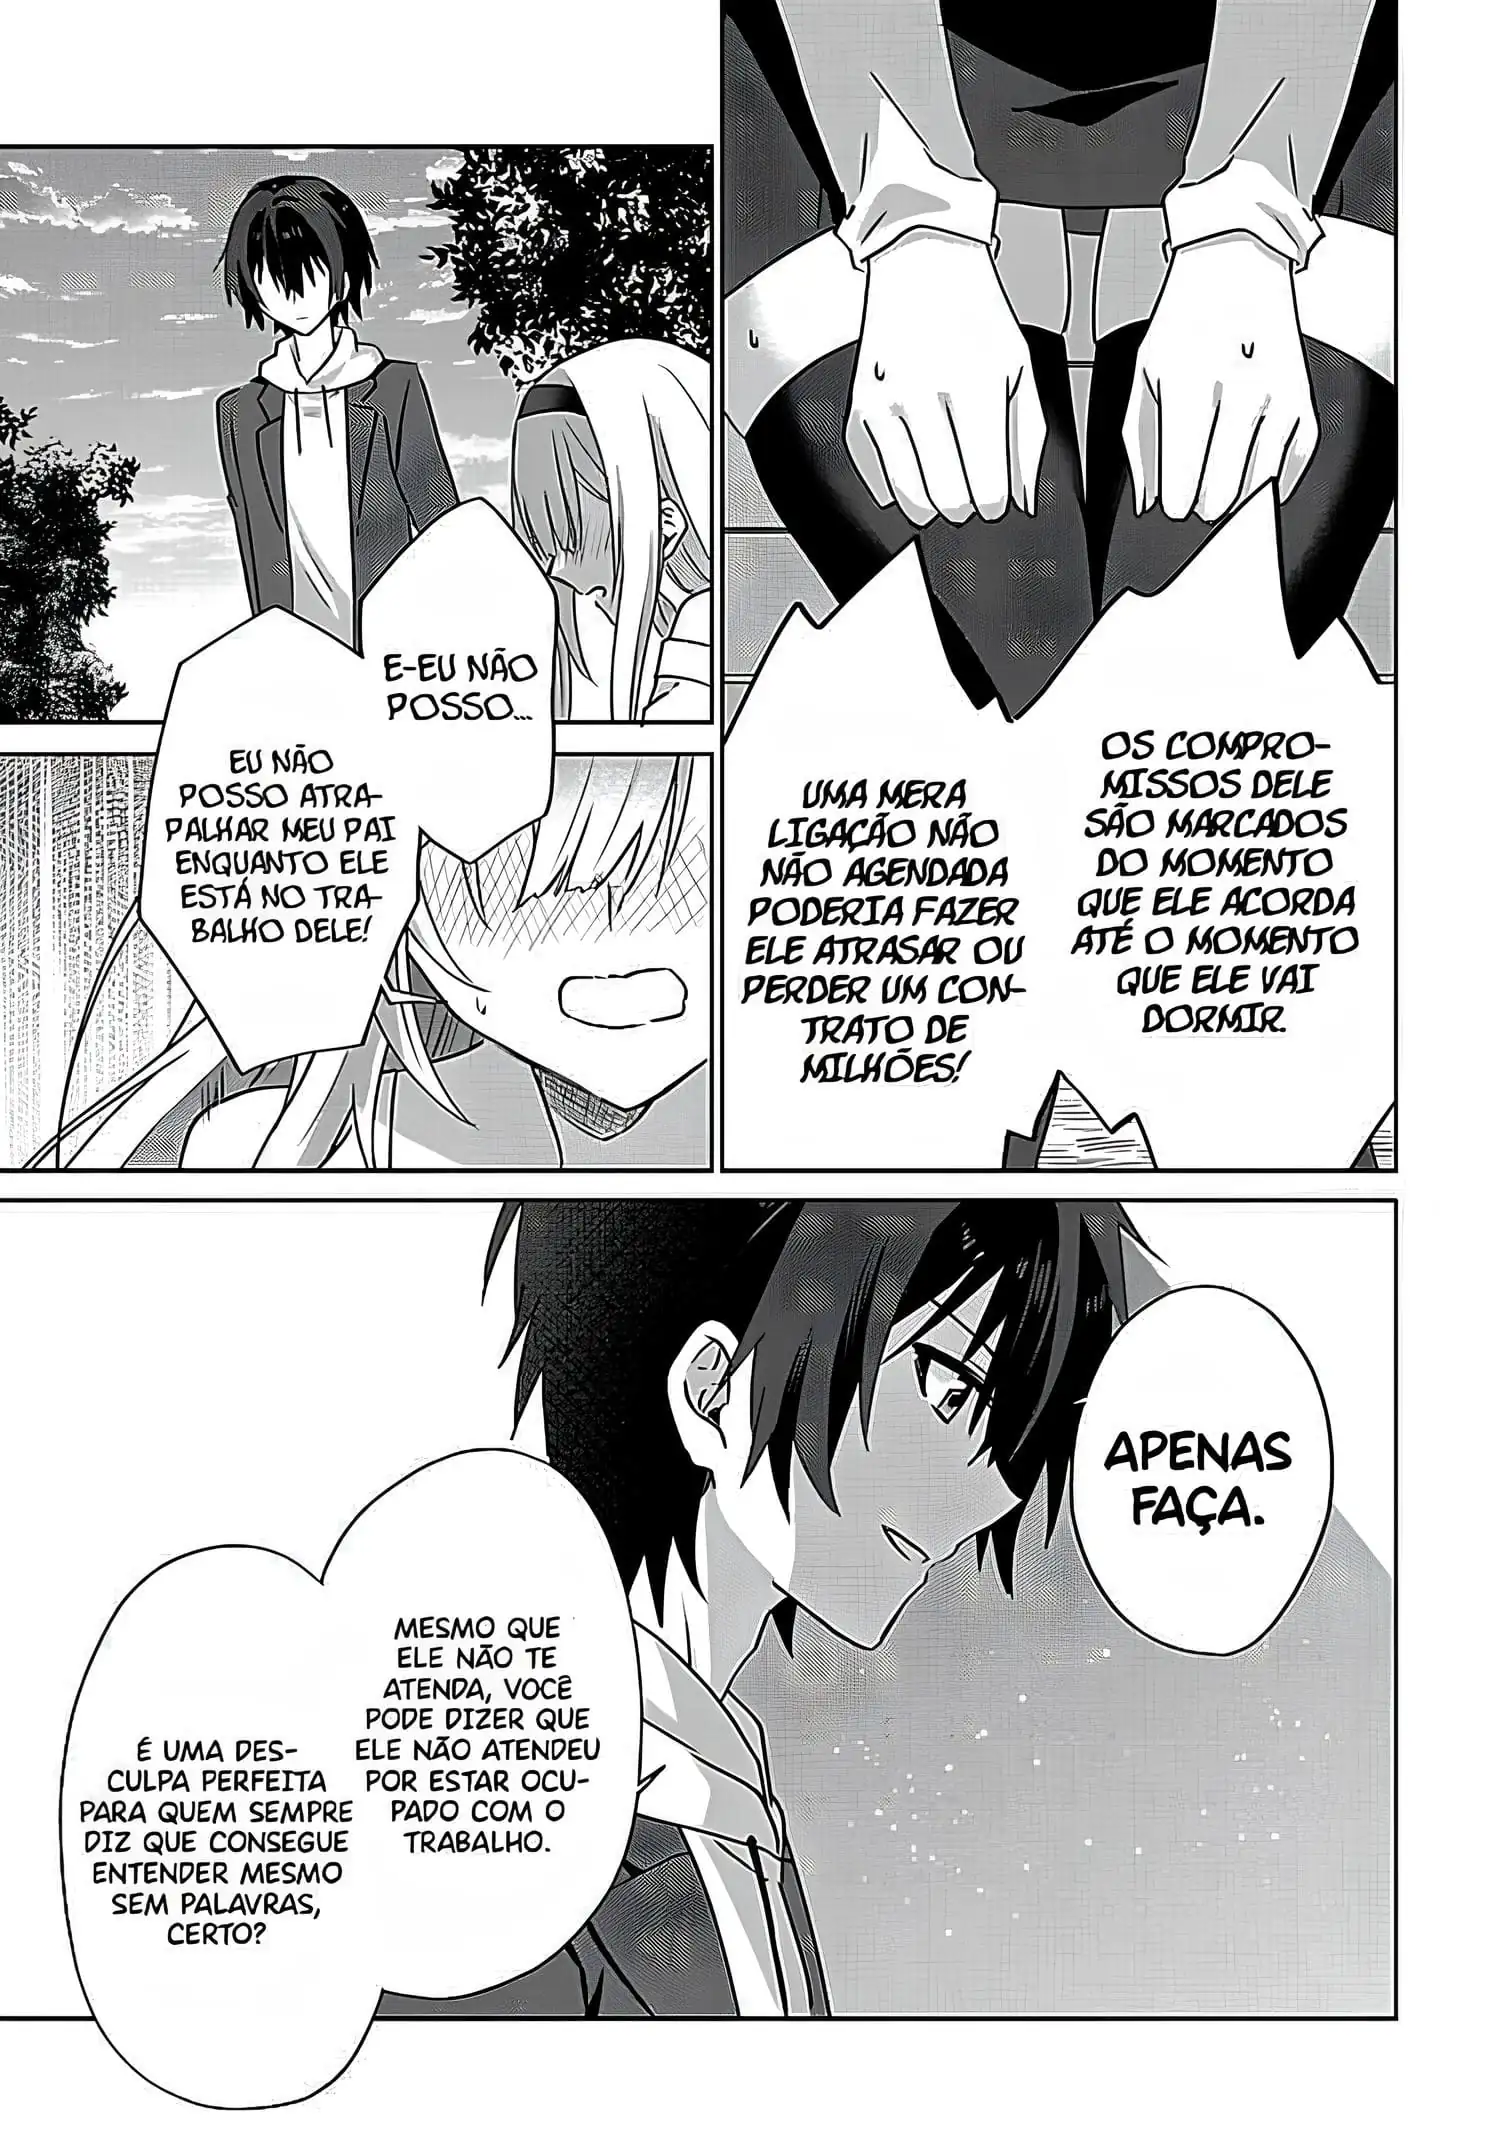 OS COMPRO-
MISSOS DELE
SÃO MARCADOS
DO MOMENTO
QUE ELE ACORDA
ATÉ O MOMENTO
QUE ELE VAI
DORMIR.
UMA MERA
LIGAÇÃO NÃO
NÃO AGENDADA
PODERIA FAZER
ELE ATRASAR OU
PERDER UM CON-
TRATO DE
MILHÕES!
E-EU NÃO
POSSO...
EU NÃO
POSSO ATRA-
PALHAR MEU PAI
ENQUANTO ELE
ESTÁ NO TRA-
BALHO DELE!
APENAS
FAÇA.
MESMO QUE
ELE NÃO TE
ATENDA, VOCÊ
PODE DIZER QUE
ELE NÃO ATENDEU
POR ESTAR OCU-
PADO COM O
TRABALHO.
É UMA DES-
CULPA PERFEITA
PARA QUEM SEMPRE
DIZ QUE CONSEGUE
ENTENDER MESMO
SEM PALAVRAS,
CERTO?